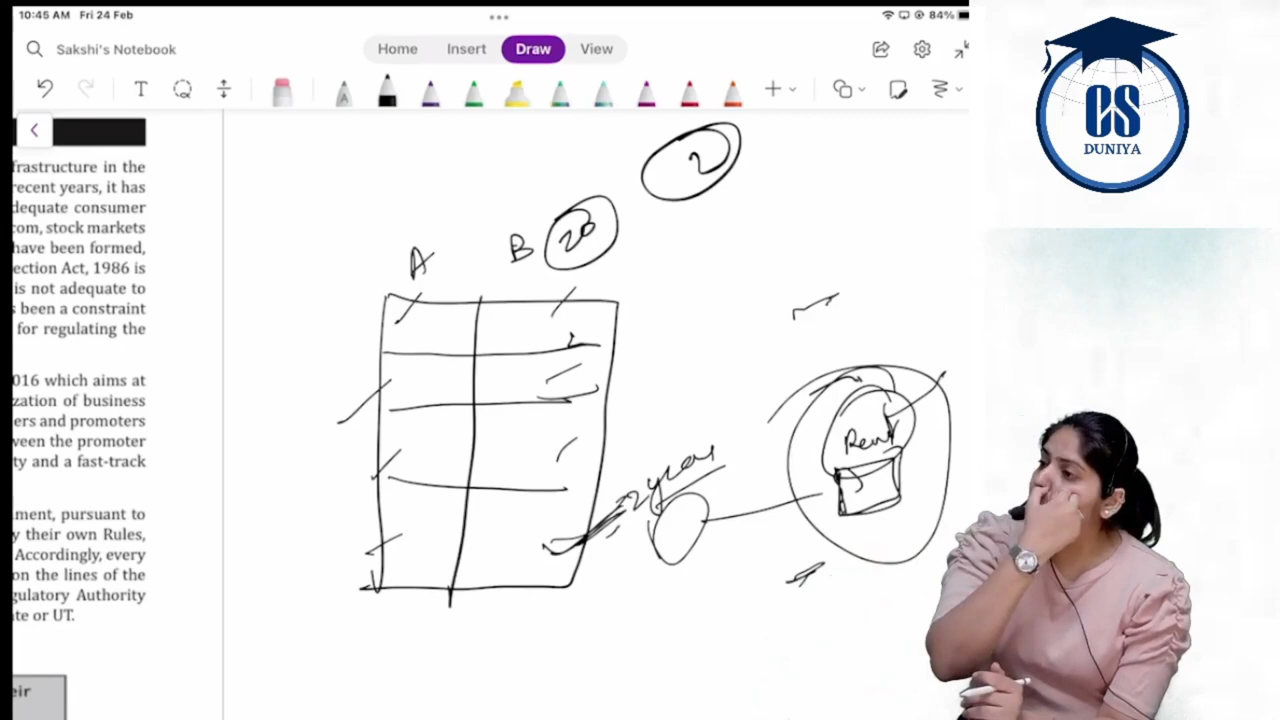 10:45 AM Fri 24 Feb
84%
Sakshi's Notebook
Home Insert Draw View
T
A
CS
DUNIYA
frastructure in the
recent years, it has
dequate consumer
com, stock markets
have been formed,
ection Act, 1986 is
is not adequate to
s been a constraint
for regulating the
016 which aims at
zation of business
ers and promoters
ween the promoter
ty and a fast-track
ment, pursuant to
y their own Rules,
Accordingly, every
on the lines of the
gulatory Authority
te or UT.
eir
2
A B 20
2 year